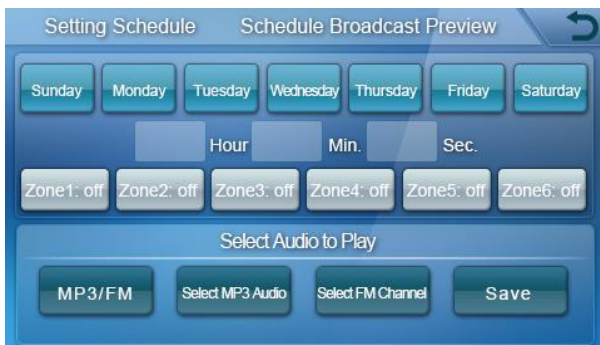 Setting Schedule Schedule Broadcast Preview
Sunday Monday Tuesday Wednesday Thursday Friday Saturday
Hour Min. Sec.
Zone1: off Zone2: off Zone3: off Zone4: off Zone5: off Zone6: off
Select Audio to Play
MP3/FM Select MP3 Audio Select FM Channel Save